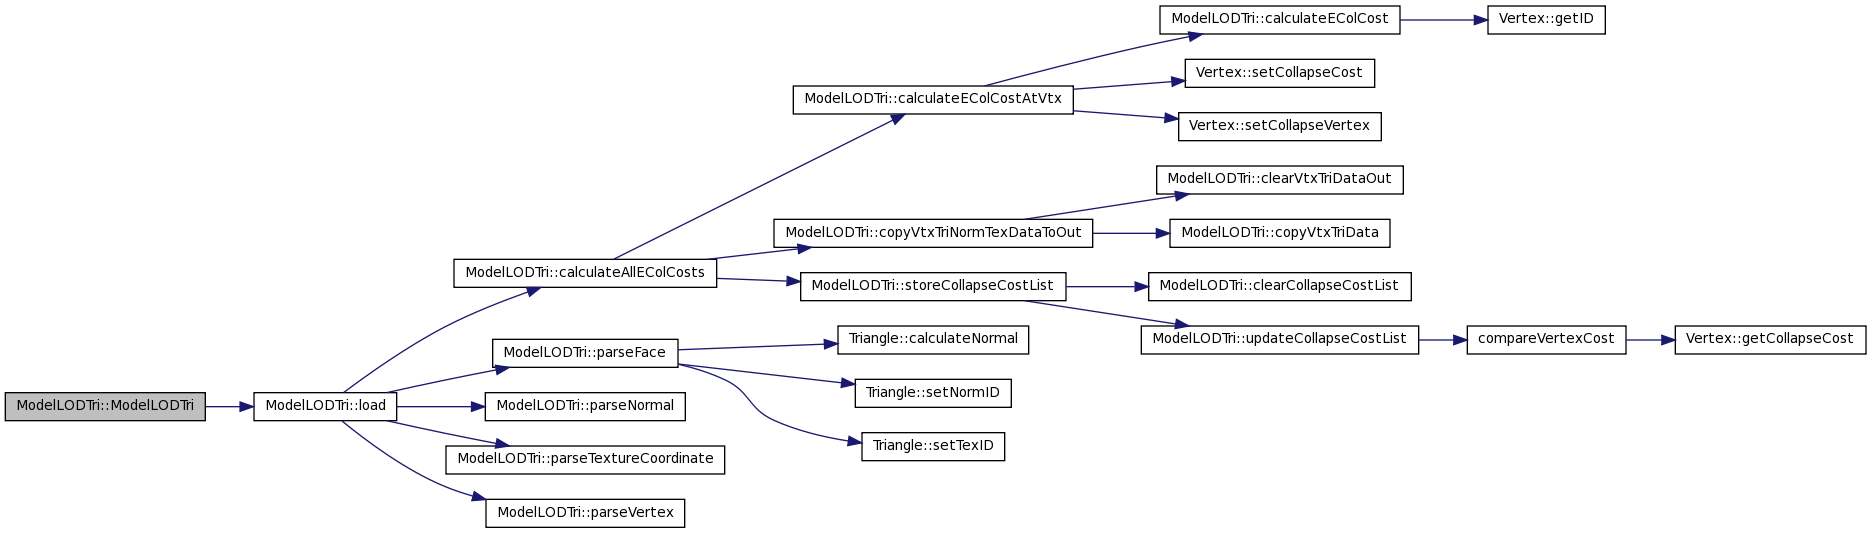 ModelLODTri::calculateEColCost
Vertex::getID
Vertex::setCollapseCost
ModelLODTri::calculateEColCostAtVtx
Vertex::setCollapseVertex
ModelLODTri::clearVtxTriDataOut
ModelLODTri::copyVtxTriNormTexDataToOut
ModelLODTri::copyVtxTriData
ModelLODTri::calculateAllEColCosts
ModelLODTri::storeCollapseCostList
ModelLODTri::clearCollapseCostList
ModelLODTri::parseFace
Triangle::calculateNormal
ModelLODTri::updateCollapseCostList
compareVertexCost
Vertex::getCollapseCost
Triangle::setNormID
ModelLODTri::ModelLODTri
ModelLODTri::load
ModelLODTri::parseNormal
Triangle::setTexID
ModelLODTri::parseTextureCoordinate
ModelLODTri::parseVertex